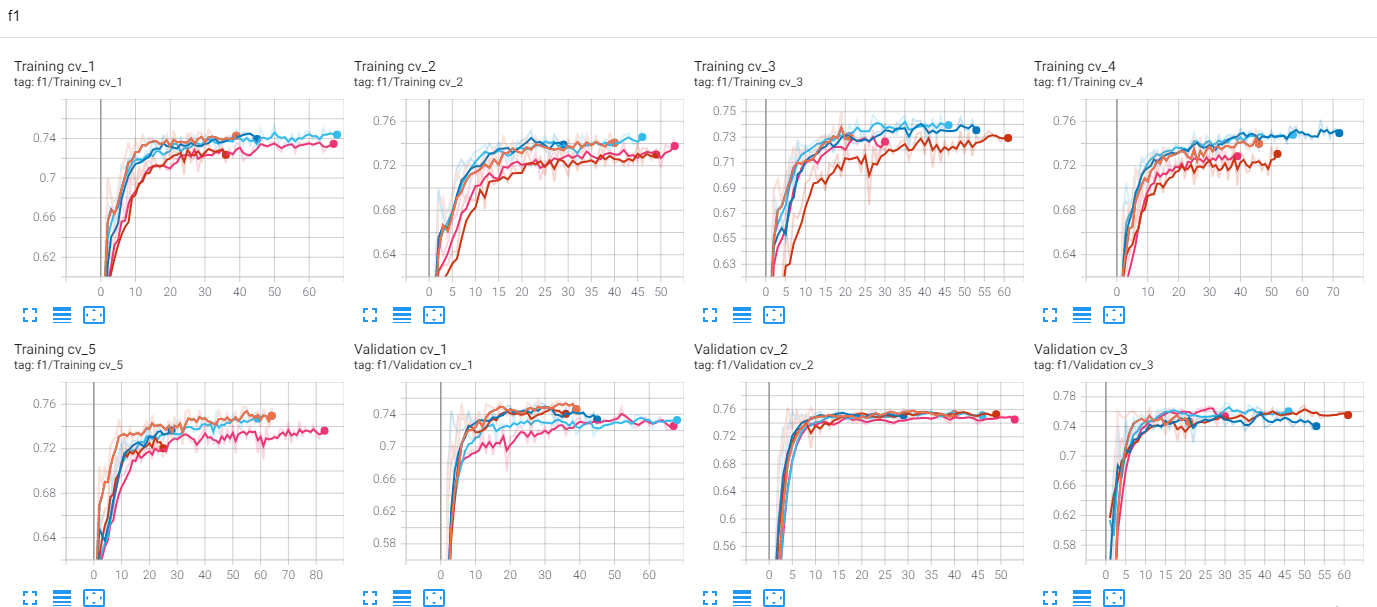 f1
Training cv_1
tag: f1/Training cv_1
0.74
0.7
0.66
0.62
0 10 20 30 40 50 60
Training cv_2
tag: f1/Training cv_2
0.76
0.72
0.68
0.64
0 5 10 15 20 25 30 35 40 45 50
Training cv_3
tag: f1/Training cv_3
0.75
0.73
0.71
0.69
0.67
0.65
0.63
0 5 10 15 20 25 30 35 40 45 50 55 60
Training cv_4
tag: f1/Training cv_4
0.76
0.72
0.68
0.64
0 10 20 30 40 50 60 70
Training cv_5
tag: f1/Training cv_5
0.76
0.72
0.68
0.64
0 10 20 30 40 50 60 70 80
Validation cv_1
tag: f1/Validation cv_1
0.74
0.7
0.66
0.62
0.58
0 10 20 30 40 50 60
Validation cv_2
tag: f1/Validation cv_2
0.76
0.72
0.68
0.64
0.6
0.56
0 5 10 15 20 25 30 35 40 45 50
Validation cv_3
tag: f1/Validation cv_3
0.78
0.74
0.7
0.66
0.62
0.58
0 5 10 15 20 25 30 35 40 45 50 55 60